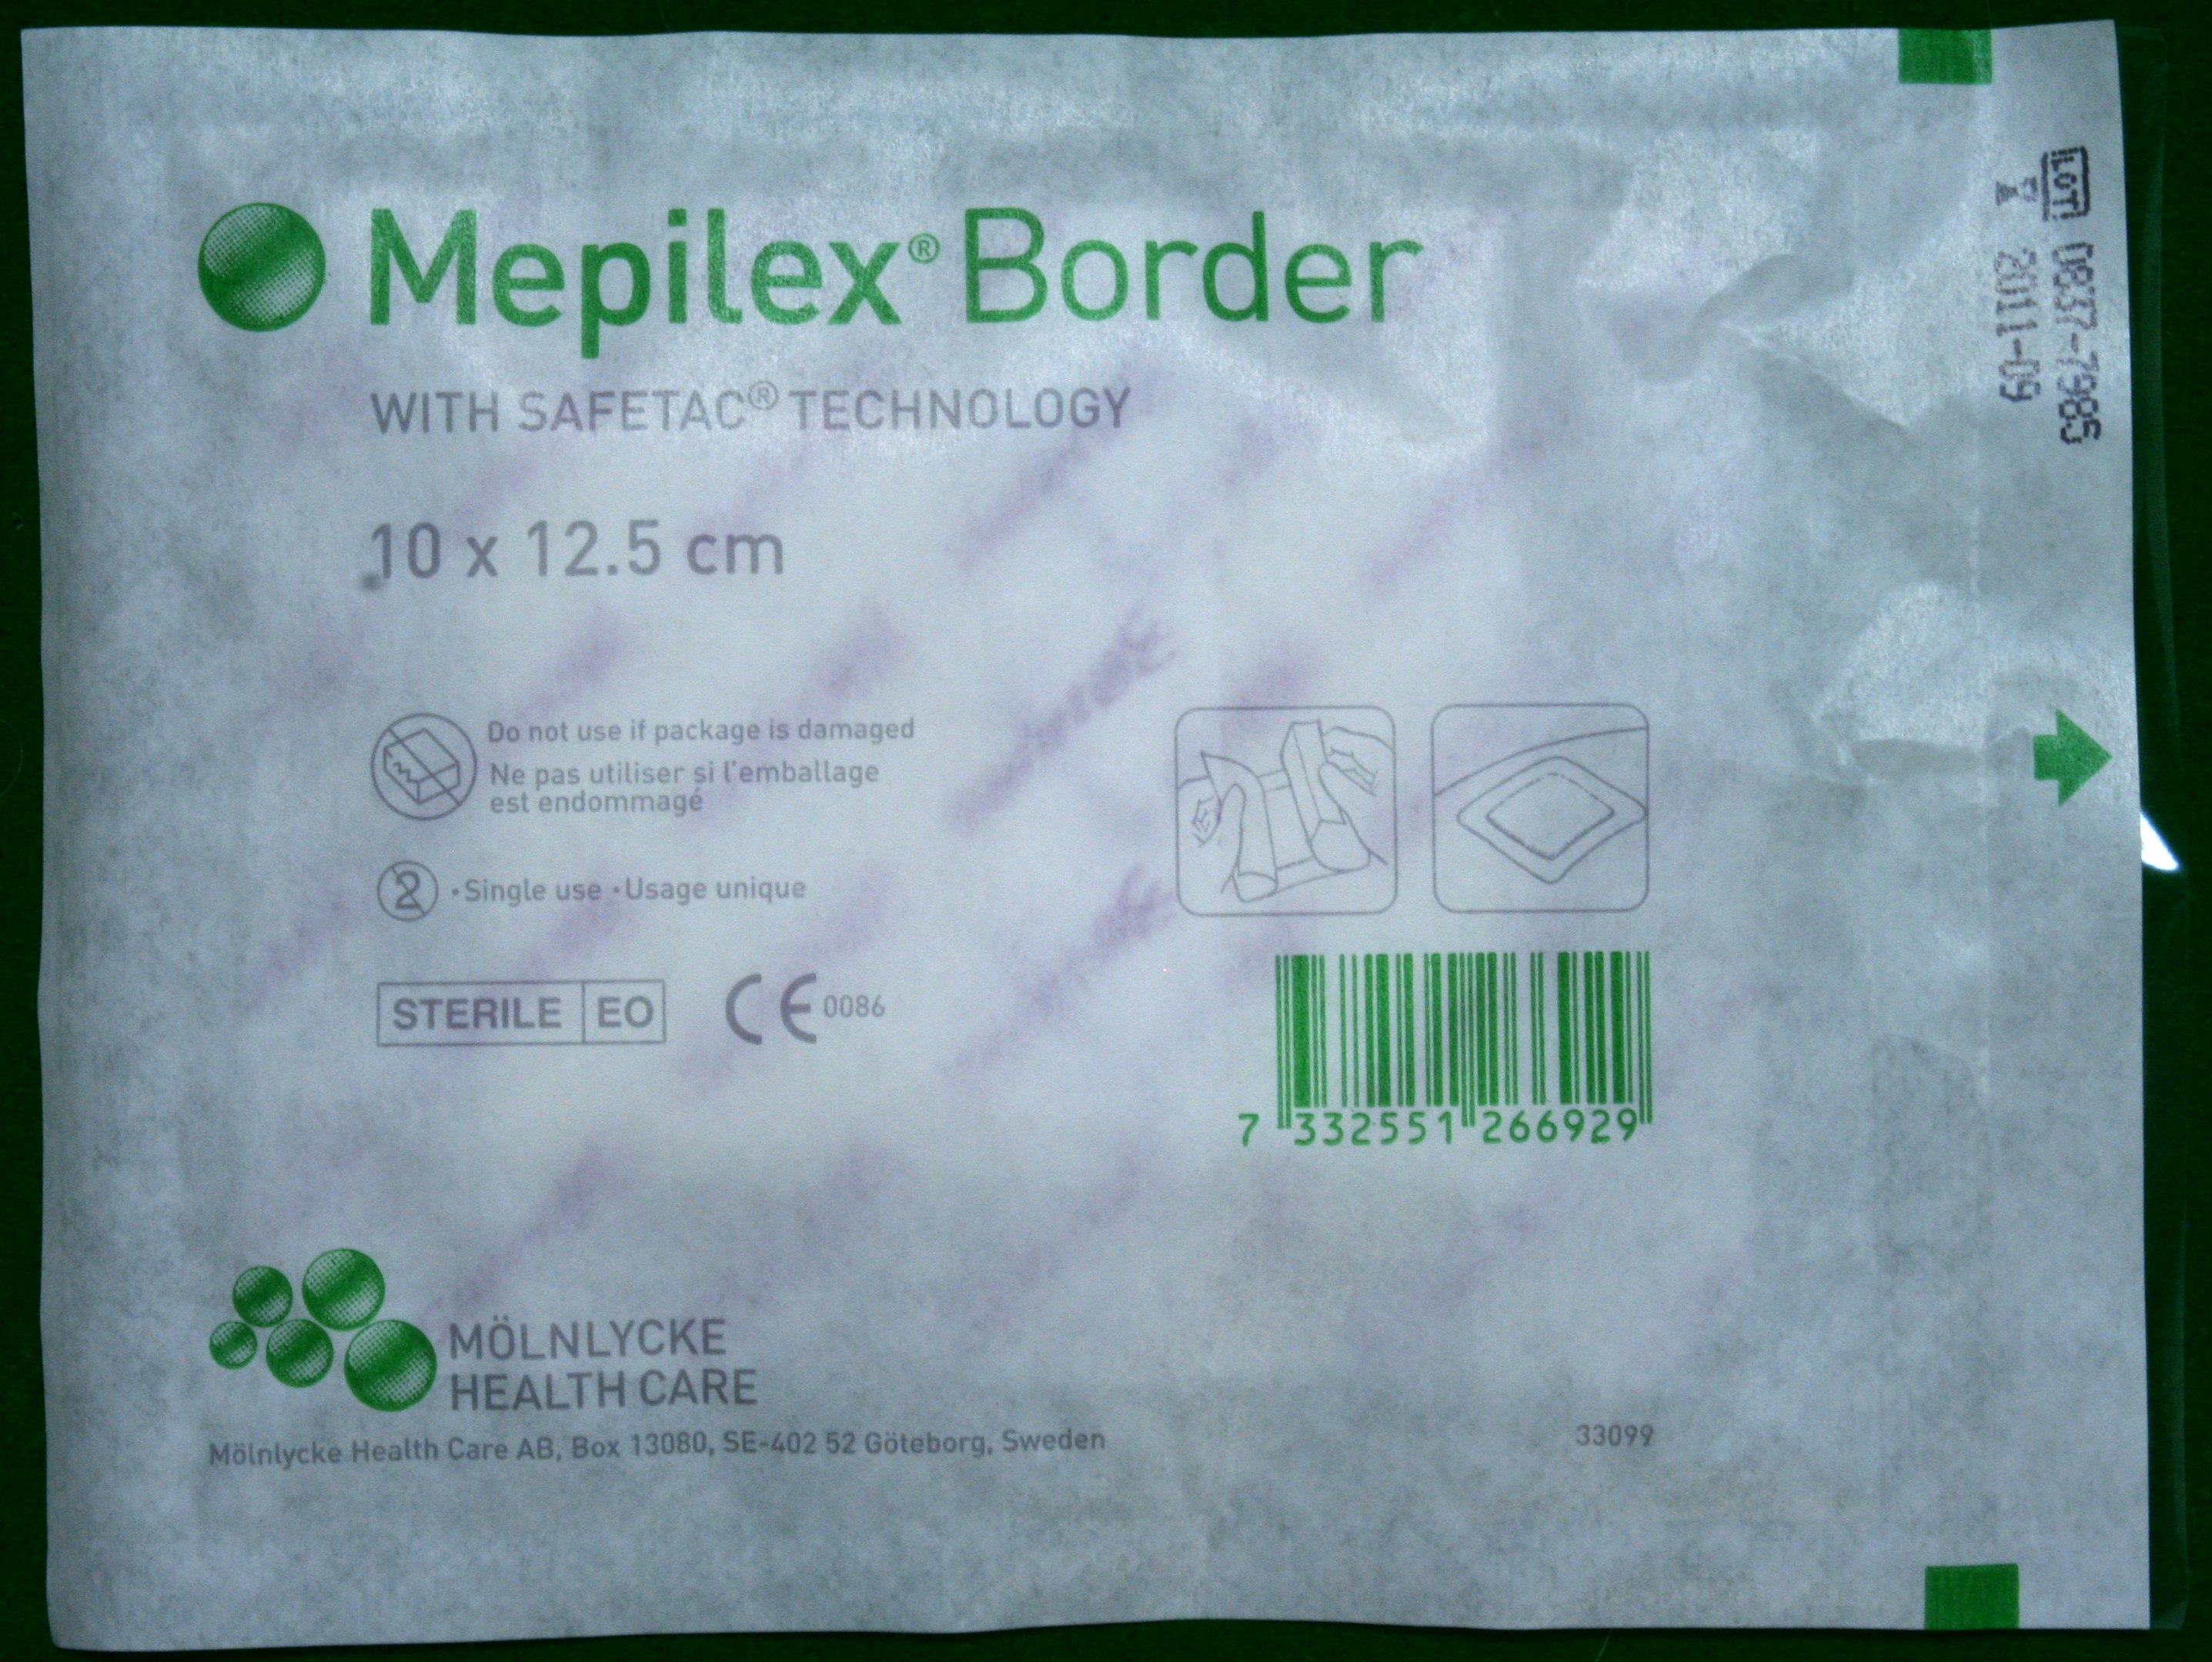 Mepilex® Border
WITH SAFETAC® TECHNOLOGY
10 x 12.5 cm
Do not use if package is damaged
Ne pas utiliser si l'emballage
est endommagé
2 • Single use • Usage unique
STERILE EO CE 0086
7 332551 266929
MÖLNLYCKE
HEALTH CARE
Mölnlycke Health Care AB, Box 13080, SE-402 52 Göteborg, Sweden
33099
LOT 0837-7985
2011-09